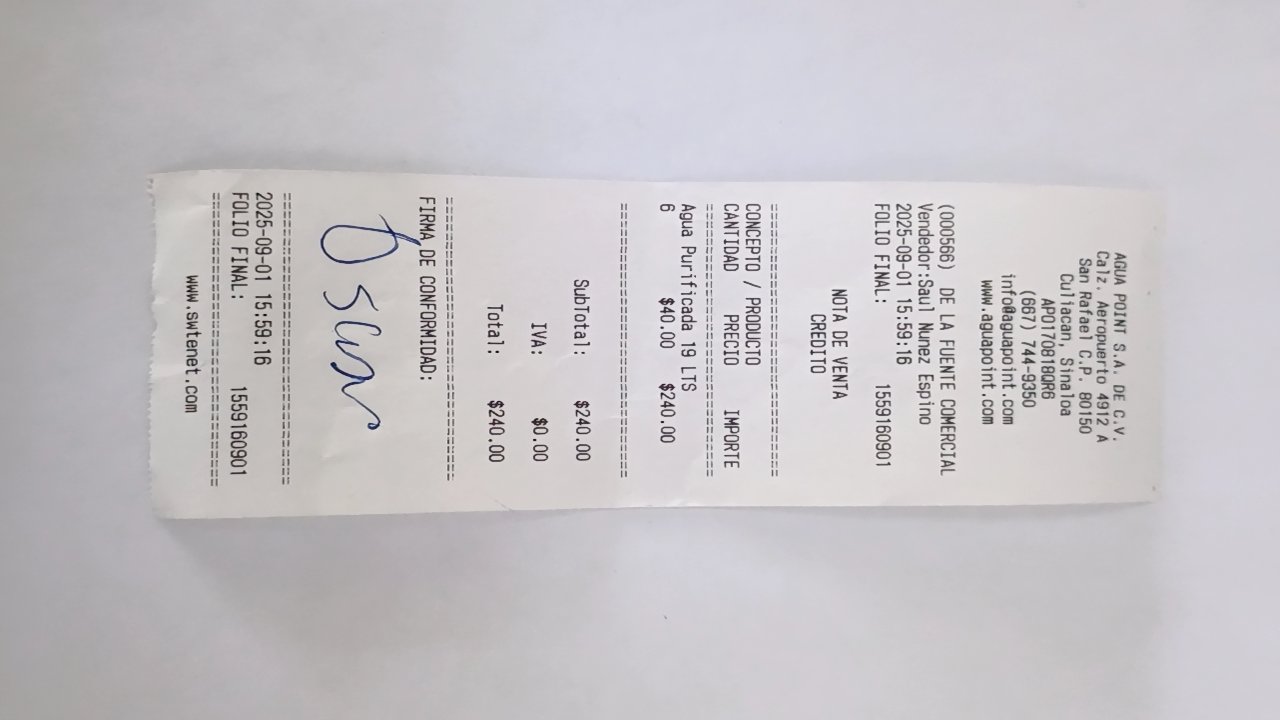 AGUA POINT S.A. DE C.V.
Calz. Aeropuerto 4912 A
San Rafael C.P. 80150
Culiacan, Sinaloa
APO170818QR6
(667) 744-9350
info@aguapoint.com
www.aguapoint.com
(000566) DE LA FUENTE COMERCIAL
Vendedor:Saul Nunez Espino
2025-09-01 15:59:16
FOLIO FINAL: 1559160901
NOTA DE VENTA
CREDITO
CONCEPTO / PRODUCTO
CANTIDAD PRECIO IMPORTE
Agua Purificada 19 LTS
6 $40.00 $240.00
SubTotal: $240.00
IVA: $0.00
Total: $240.00
FIRMA DE CONFORMIDAD:
Oscar
2025-09-01 15:59:16
FOLIO FINAL: 1559160901
www.swtenet.com